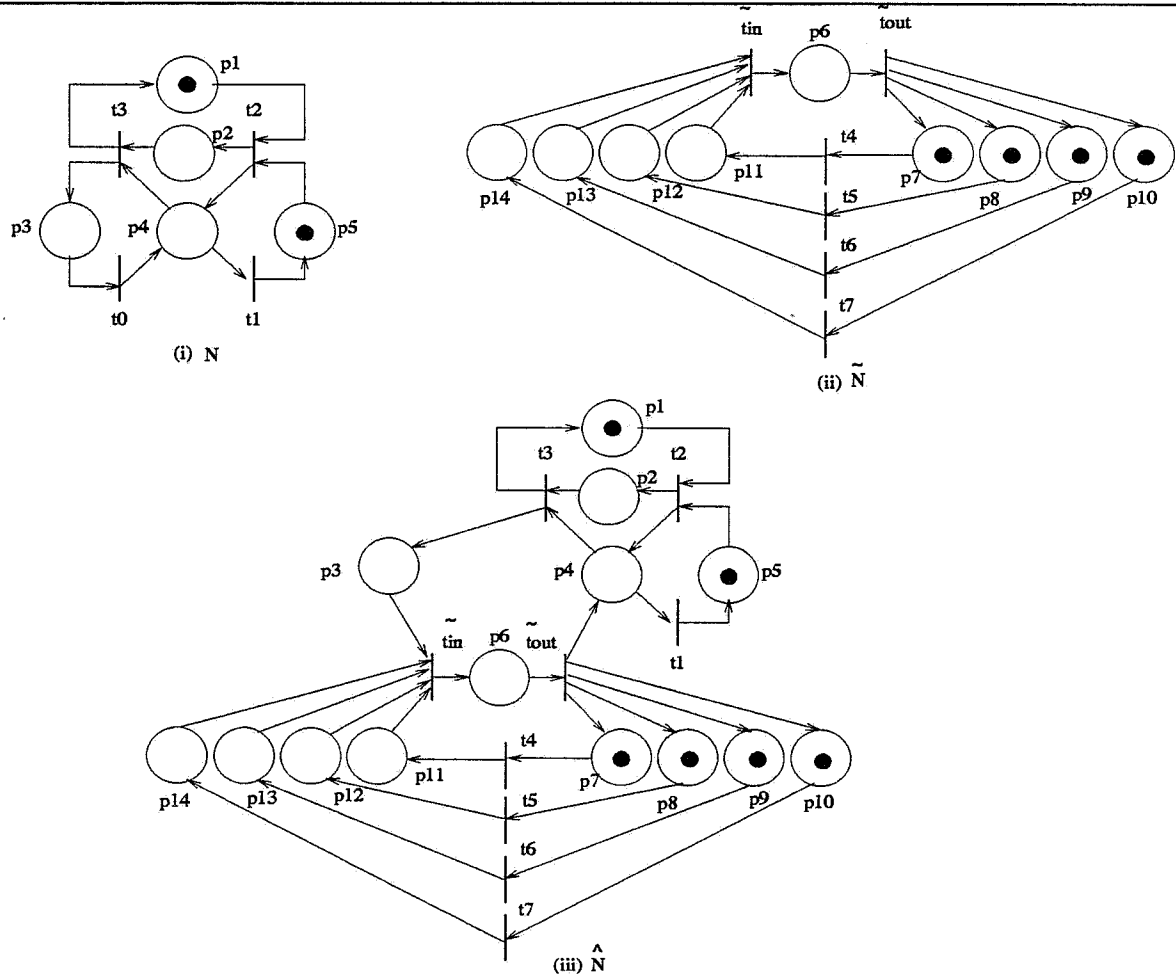 p1
t3
t2
p2
p3
p4
p5
t0
t1
(i) N
~
tin
p6
~
tout
t4
p14
p13
p12
p11
p7
p8
p9
p10
t5
t6
t7
(ii) Ñ
p1
t3
t2
p2
p3
p4
p5
t1
~
tin
p6
~
tout
t4
p14
p13
p12
p11
p7
p8
p9
p10
t5
t6
t7
(iii) N̂